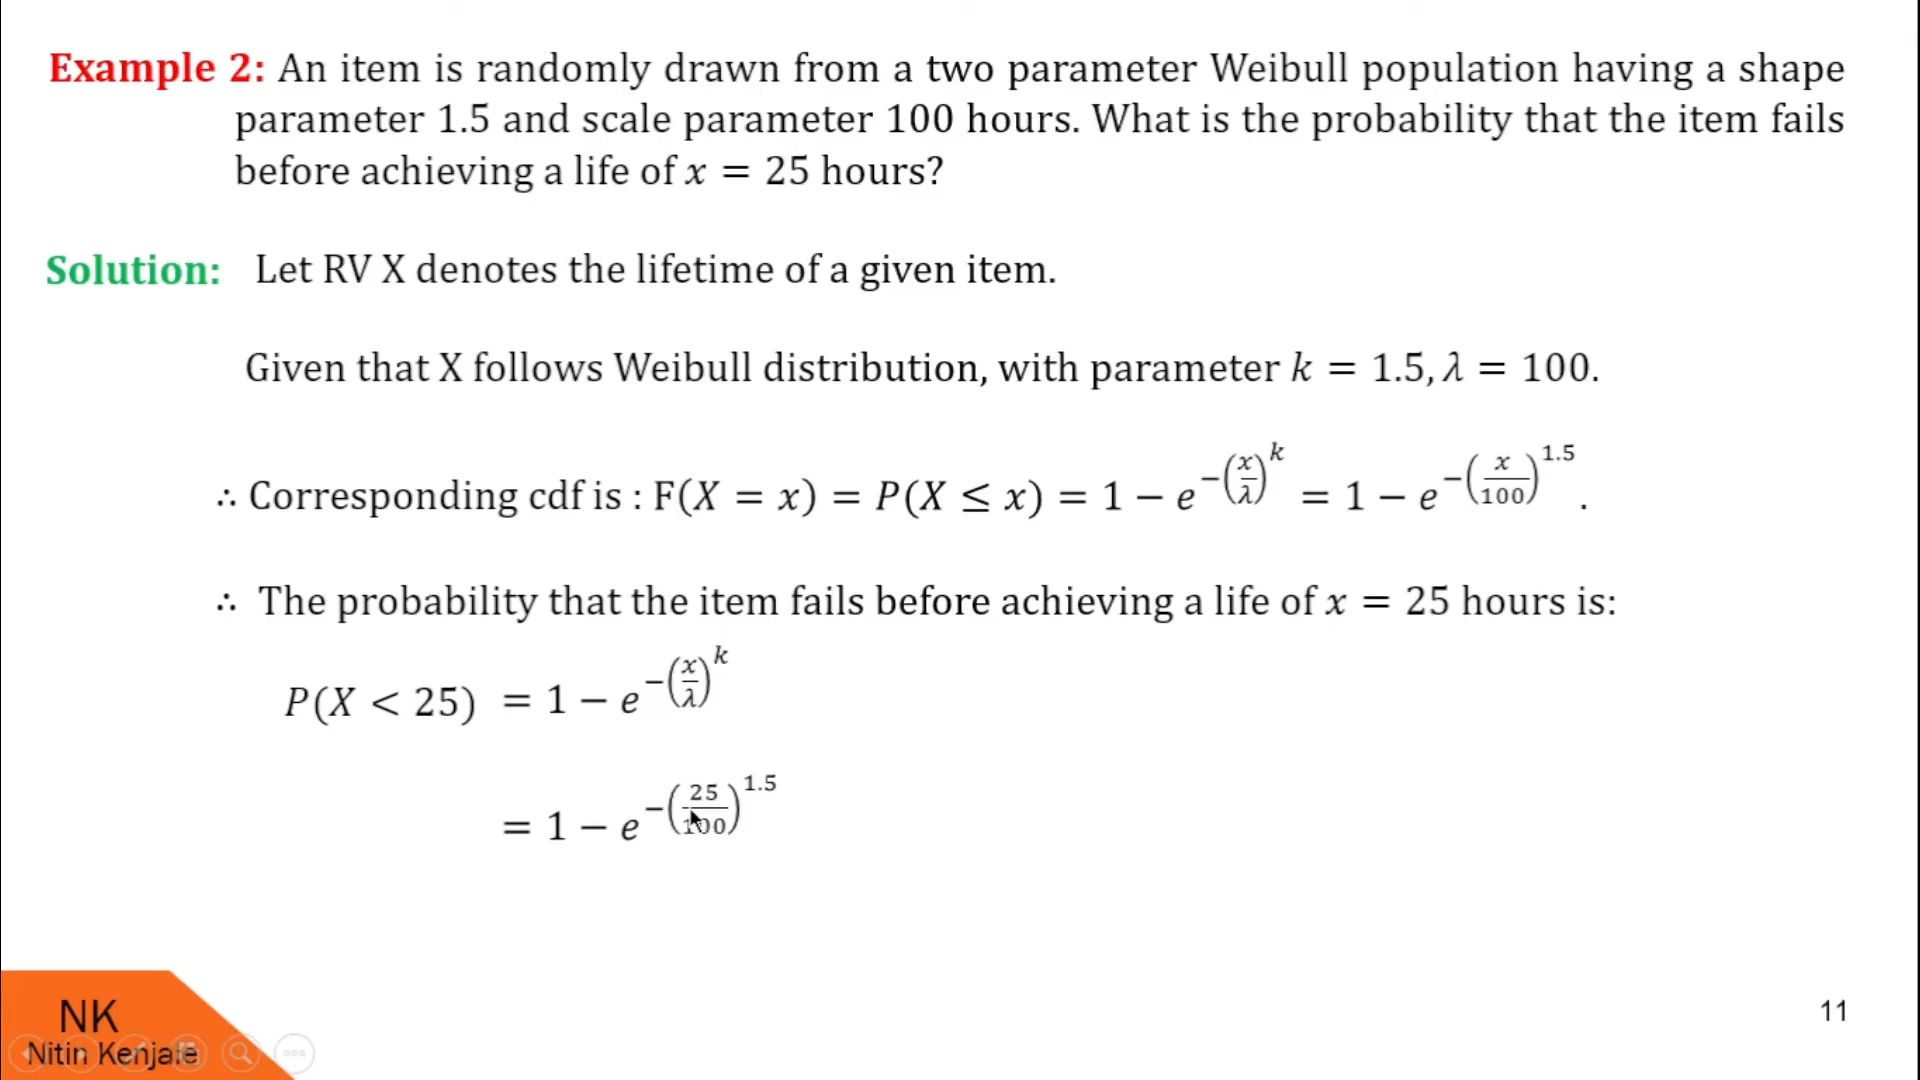 Example 2: An item is randomly drawn from a two parameter Weibull population having a shape
parameter 1.5 and scale parameter 100 hours. What is the probability that the item fails
before achieving a life of x = 25 hours?
Solution: Let RV X denotes the lifetime of a given item.
Given that X follows Weibull distribution, with parameter k = 1.5, λ = 100.
∴ Corresponding cdf is : F(X = x) = P(X ≤ x) = 1 − e^−(x/λ)^k = 1 − e^−(x/100)^1.5.
∴ The probability that the item fails before achieving a life of x = 25 hours is:
P(X < 25) = 1 − e^−(x/λ)^k
= 1 − e^−(25/100)^1.5
NK
Nitin Kenjale
11